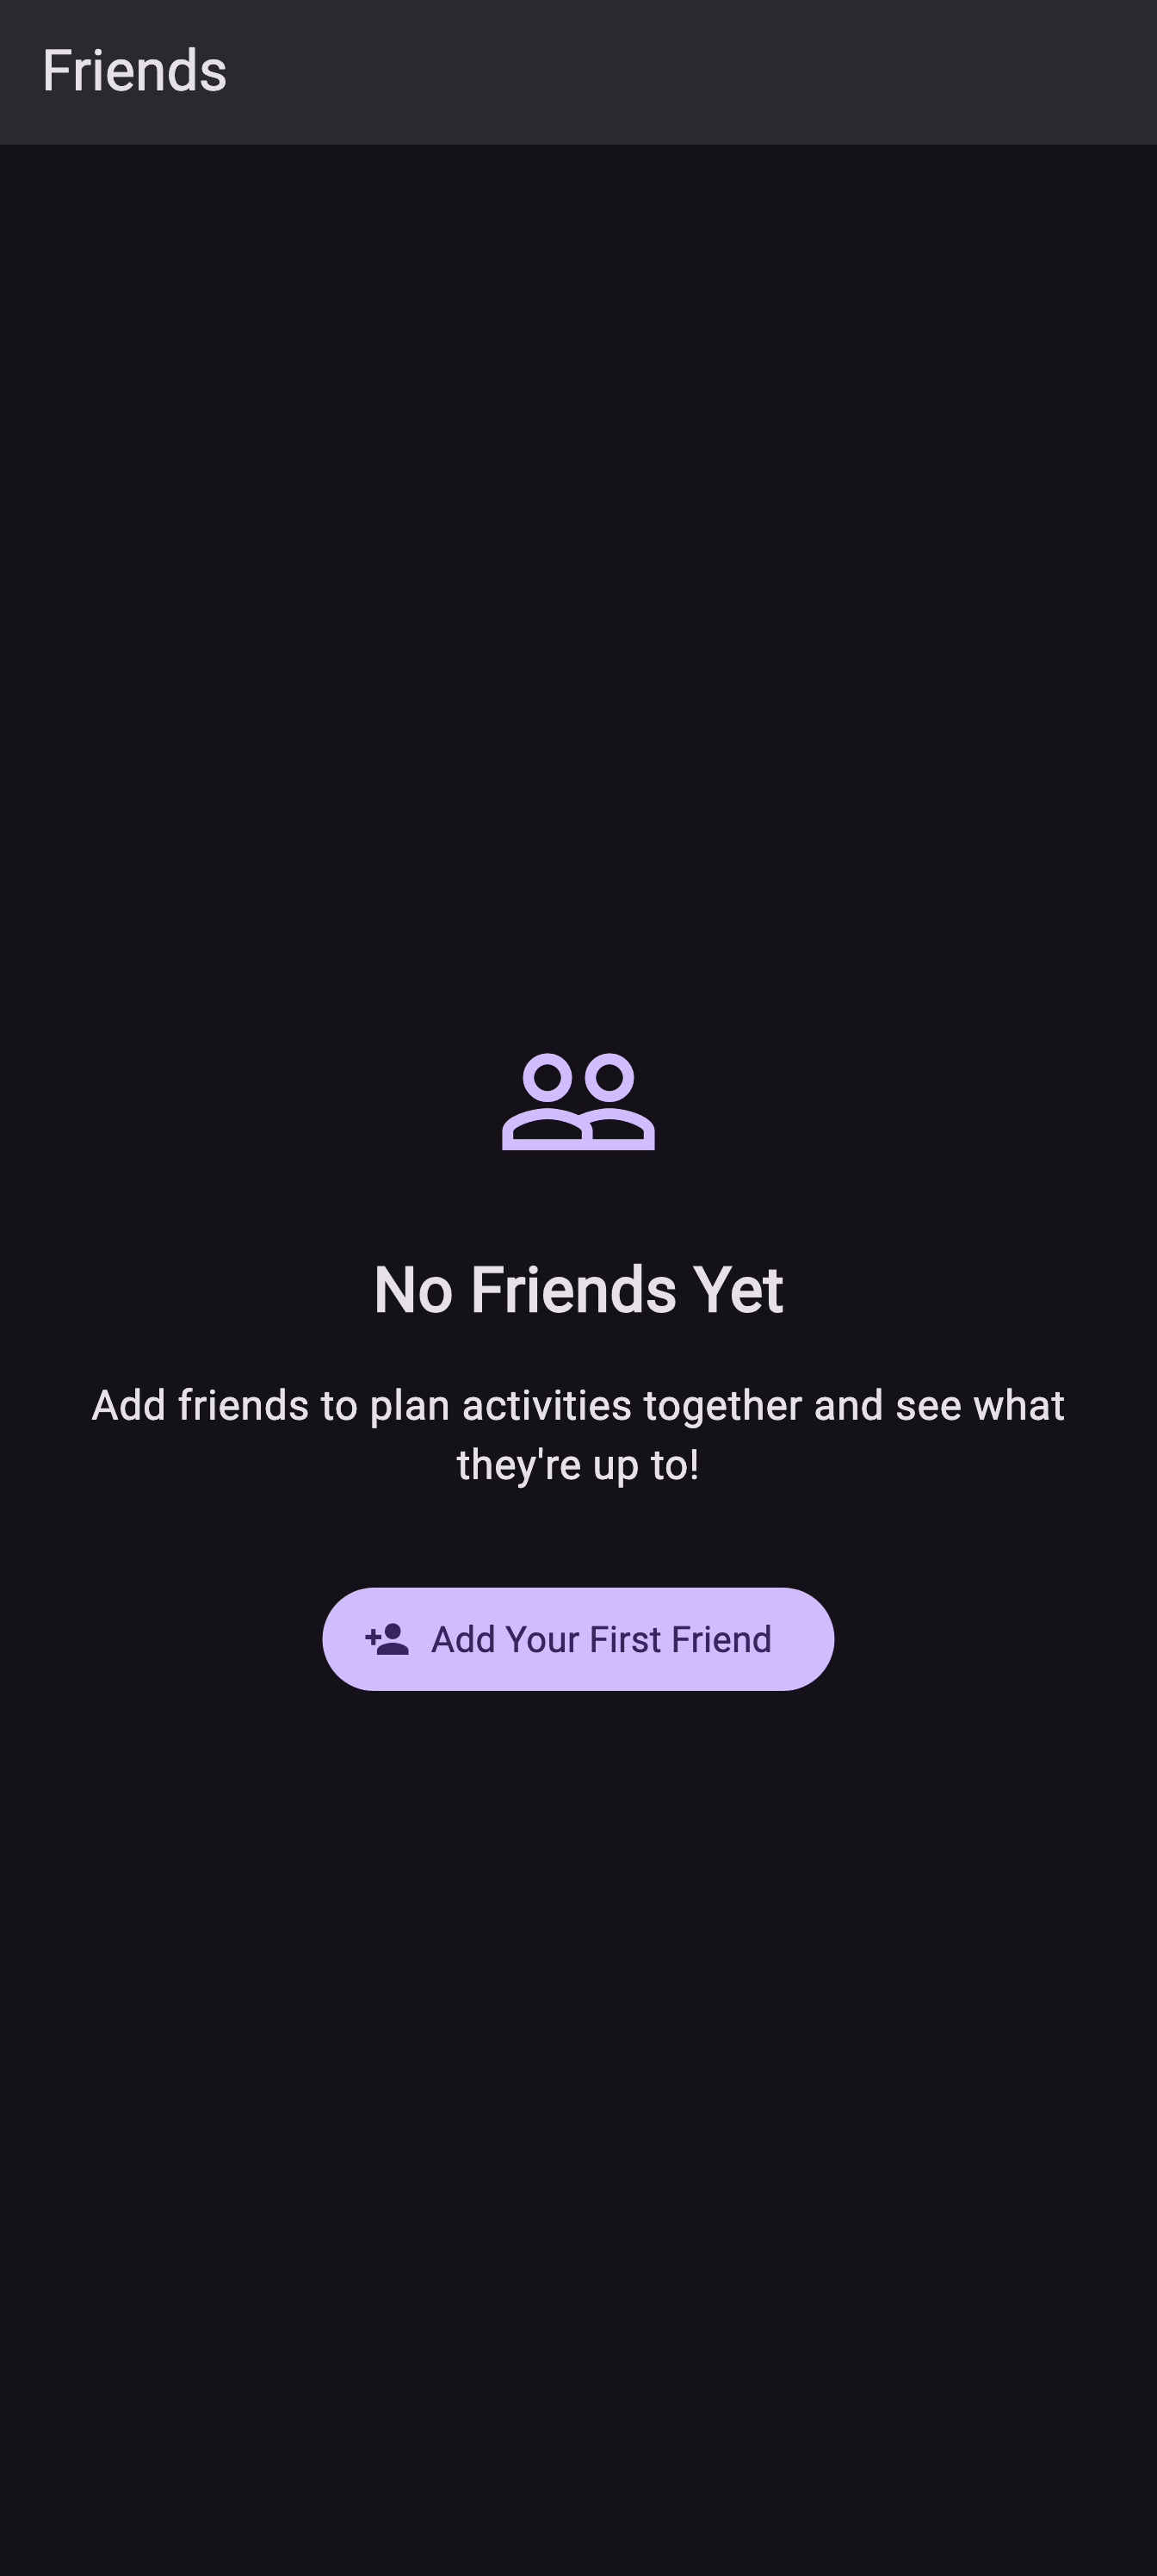 Friends
No Friends Yet
Add friends to plan activities together and see what
they're up to!
Add Your First Friend